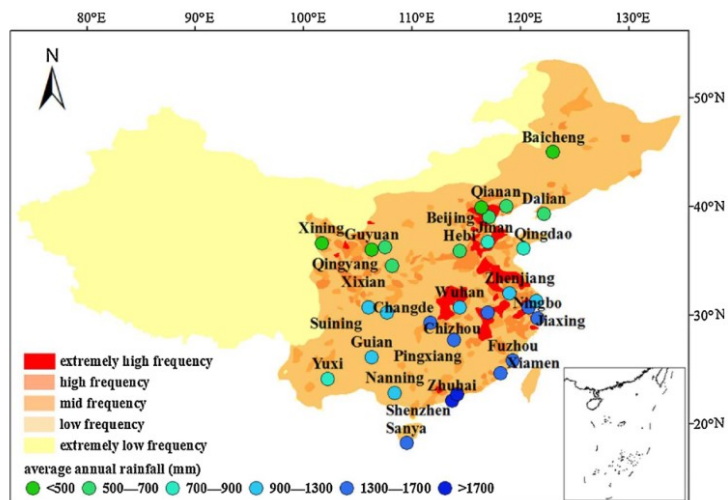 80°E 90°E 100°E 110°E 120°E 130°E
N
50°N
Baicheng
40°N
Qianan Dalian
Beijing
Xining Guyuan Hebi Jinan Qingdao
Qingyang
Xixian Zhenjiang
Wuhan
30°N
Changde Ningbo
Suining Chizhou Jiaxing
Guian Pingxiang Fuzhou
Yuxi Xiamen
Nanning Zhuhai
Shenzhen
20°N
Sanya
extremely high frequency
high frequency
mid frequency
low frequency
extremely low frequency
average annual rainfall (mm)
<500 500—700 700—900 900—1300 1300—1700 >1700